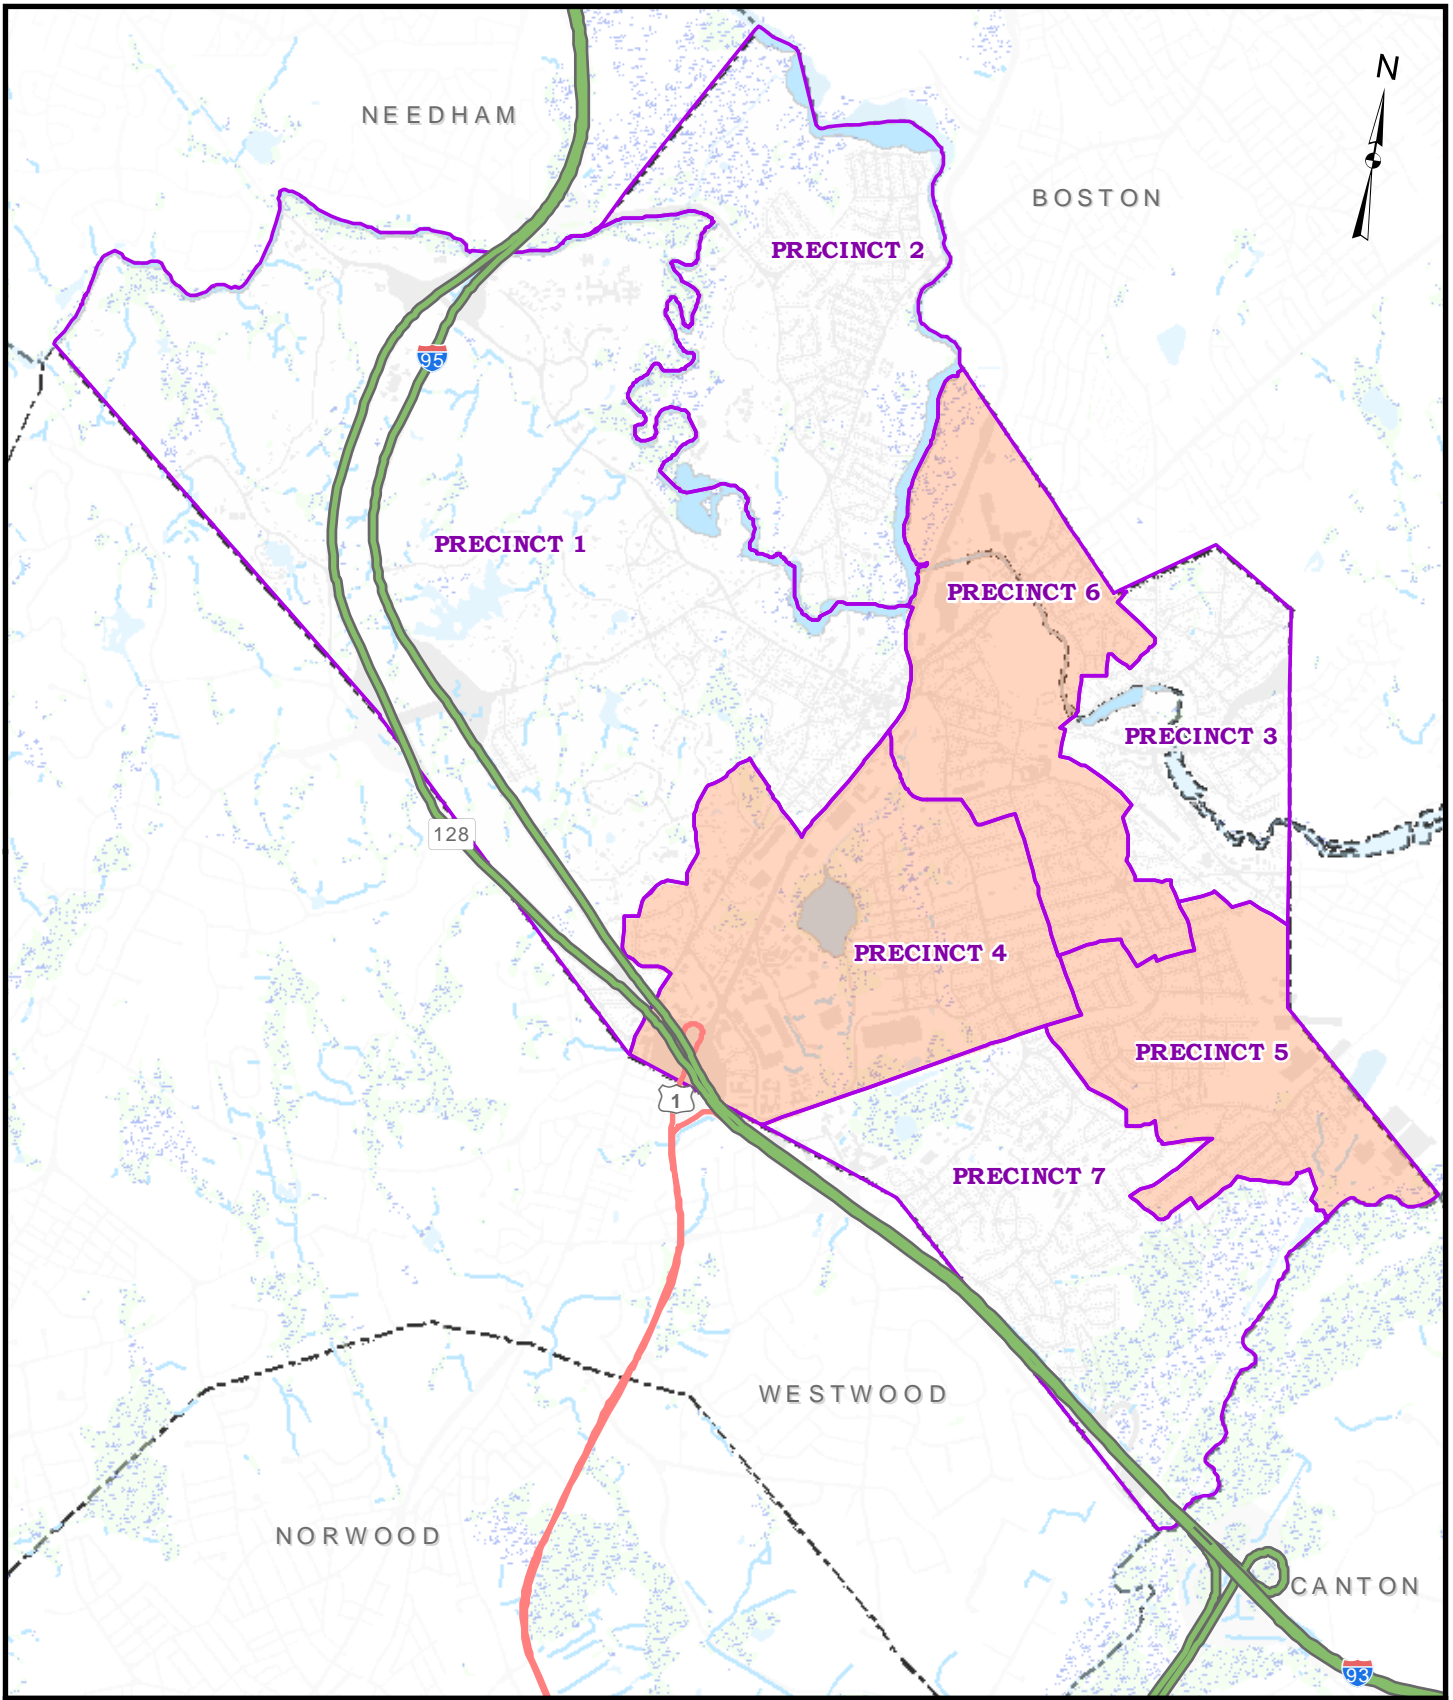 N
NEEDHAM
BOSTON
PRECINCT 2
95
PRECINCT 1
PRECINCT 6
PRECINCT 3
128
PRECINCT 4
PRECINCT 5
1
PRECINCT 7
WESTWOOD
NORWOOD
CANTON
93